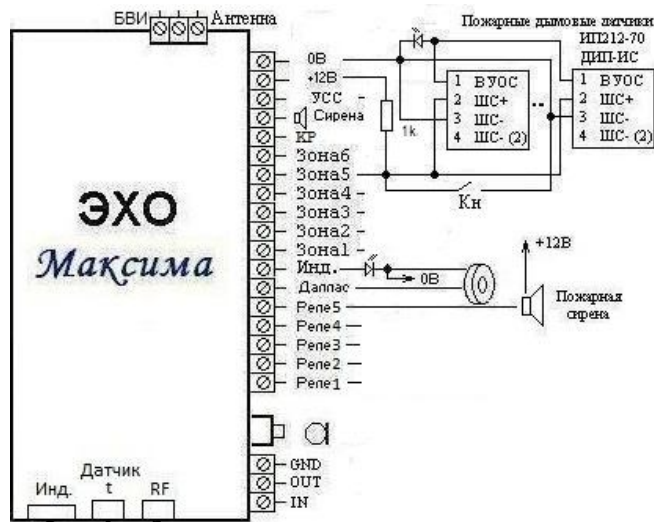 БВИ Антенна
Пожарные дымовые датчики
ИП212-70
ДИП-ИС
0В
+12В
УСС
Сирена
КР
Зона6
Зона5
Зона4
Зона3
Зона2
Зона1
Инд.
Даллас
Реле5
Реле4
Реле3
Реле2
Реле1
1k
1 ВУОС
2 ШС+
3 ШС-
4 ШС- (2)
..
1 ВУОС
2 ШС+
3 ШС-
4 ШС- (2)
Кн
ЭХО
Максима
0В
+12В
Пожарная
сирена
GND
OUT
IN
Инд.
Датчик
t
RF